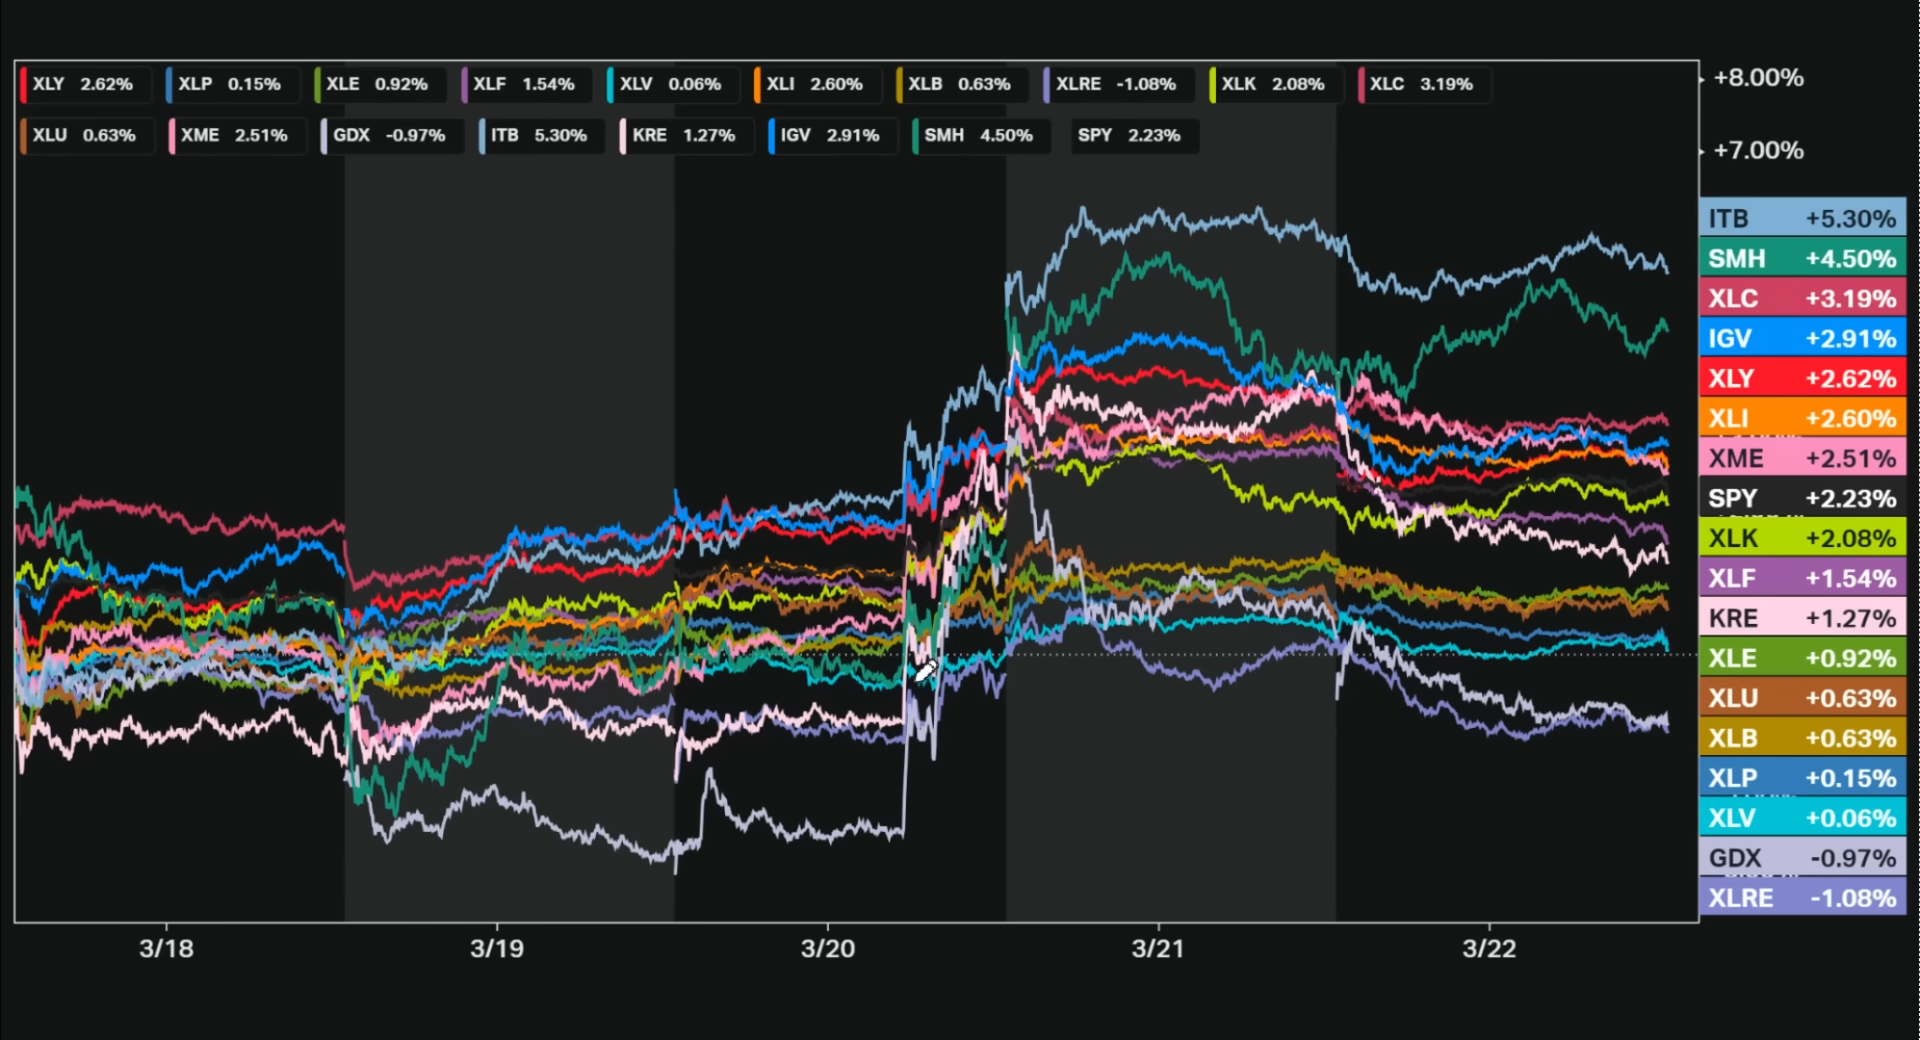 XLY 2.62% XLP 0.15% XLE 0.92% XLF 1.54% XLV 0.06% XLI 2.60% XLB 0.63% XLRE -1.08% XLK 2.08% XLC 3.19%
XLU 0.63% XME 2.51% GDX -0.97% ITB 5.30% KRE 1.27% IGV 2.91% SMH 4.50% SPY 2.23%
+8.00%
+7.00%
ITB +5.30%
SMH +4.50%
XLC +3.19%
IGV +2.91%
XLY +2.62%
XLI +2.60%
XME +2.51%
SPY +2.23%
XLK +2.08%
XLF +1.54%
KRE +1.27%
XLE +0.92%
XLU +0.63%
XLB +0.63%
XLP +0.15%
XLV +0.06%
GDX -0.97%
XLRE -1.08%
3/18 3/19 3/20 3/21 3/22